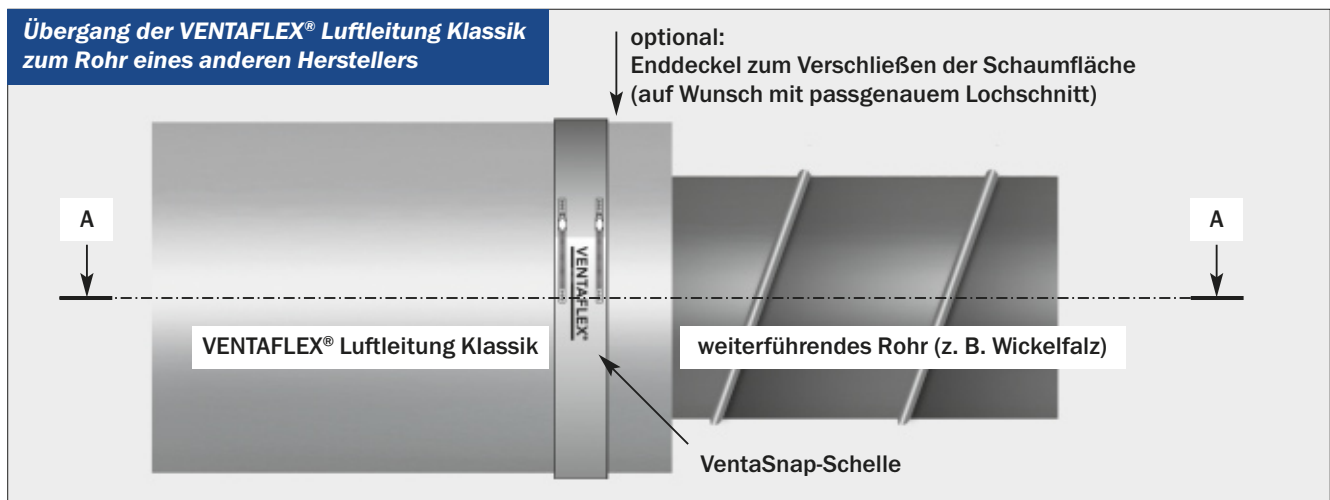 Übergang der VENTAFLEX® Luftleitung Klassik
zum Rohr eines anderen Herstellers
optional:
Enddeckel zum Verschließen der Schaumfläche
(auf Wunsch mit passgenauem Lochschnitt)
A
A
VENTAFLEX®
VENTAFLEX® Luftleitung Klassik
weiterführendes Rohr (z. B. Wickelfalz)
VentaSnap-Schelle